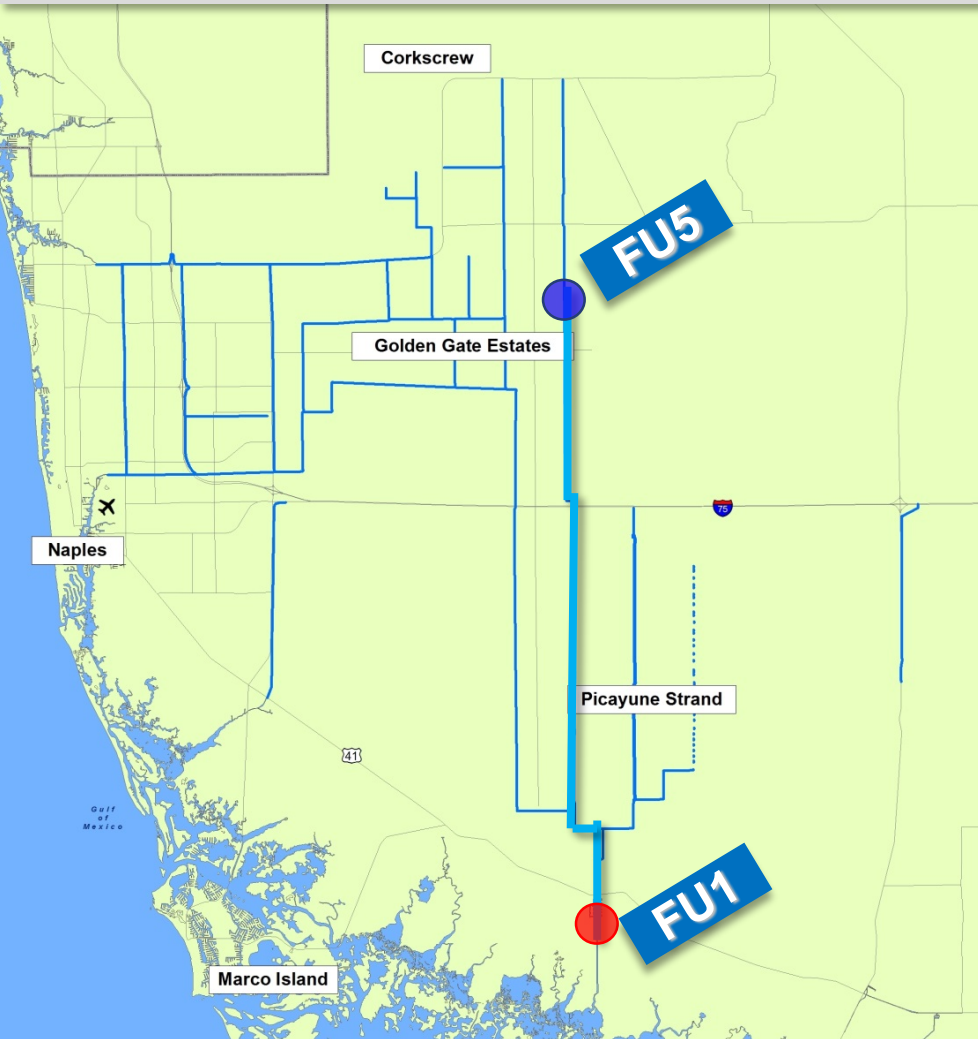 Corkscrew
FU5
Golden Gate Estates
75
Naples
Picayune Strand
41
Gulf
of
Mexico
FU1
Marco Island